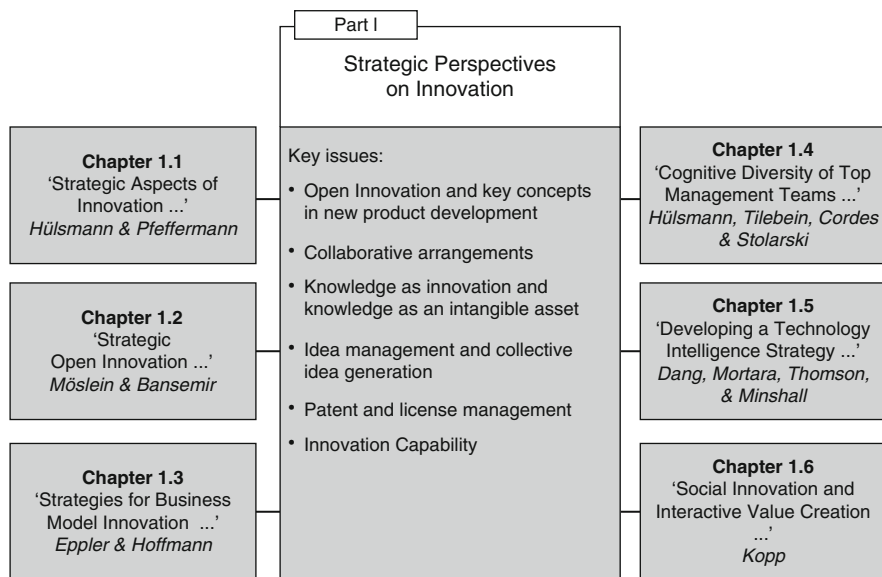 Part I
Strategic Perspectives
on Innovation
Chapter 1.1
‘Strategic Aspects of
Innovation ...’
Hülsmann & Pfeffermann
Chapter 1.2
‘Strategic
Open Innovation ...’
Möslein & Bansemir
Chapter 1.3
‘Strategies for Business
Model Innovation ...’
Eppler & Hoffmann
Key issues:
• Open Innovation and key concepts
in new product development
• Collaborative arrangements
• Knowledge as innovation and
knowledge as an intangible asset
• Idea management and collective
idea generation
• Patent and license management
• Innovation Capability
Chapter 1.4
‘Cognitive Diversity of Top
Management Teams ...’
Hülsmann, Tilebein, Cordes
& Stolarski
Chapter 1.5
‘Developing a Technology
Intelligence Strategy ...’
Dang, Mortara, Thomson,
& Minshall
Chapter 1.6
‘Social Innovation and
Interactive Value Creation
...’
Kopp